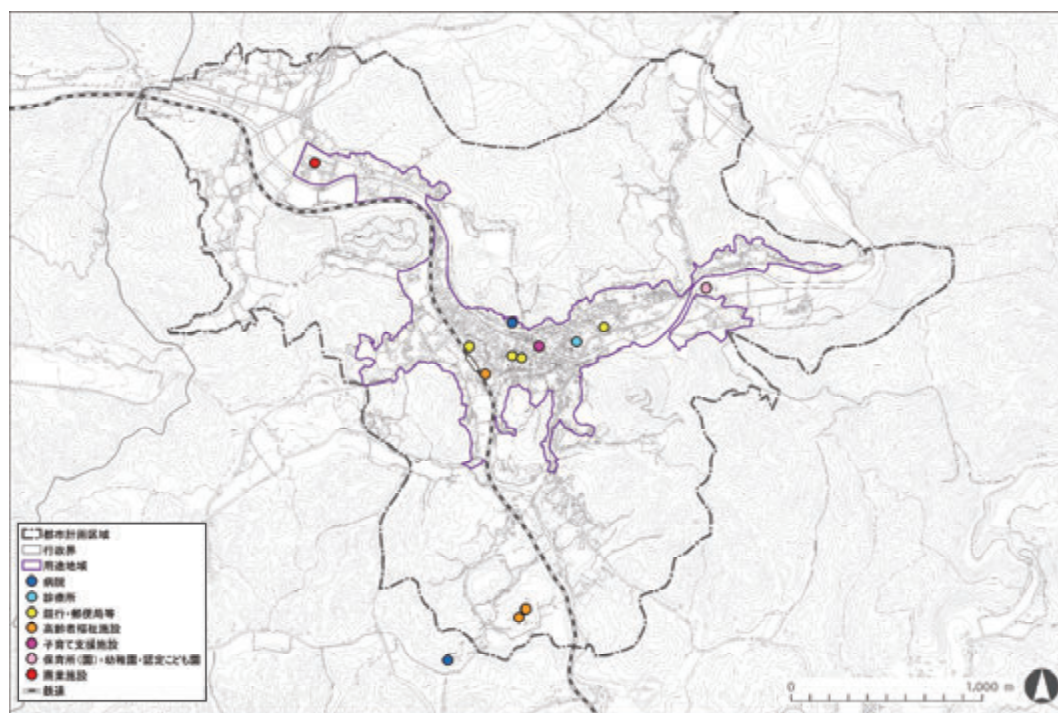 都市計画区域
行政界
用途地域
病院
診療所
銀行・郵便局等
高齢者福祉施設
子育て支援施設
保育所(園)・幼稚園・認定こども園
商業施設
鉄道
0 1,000 m